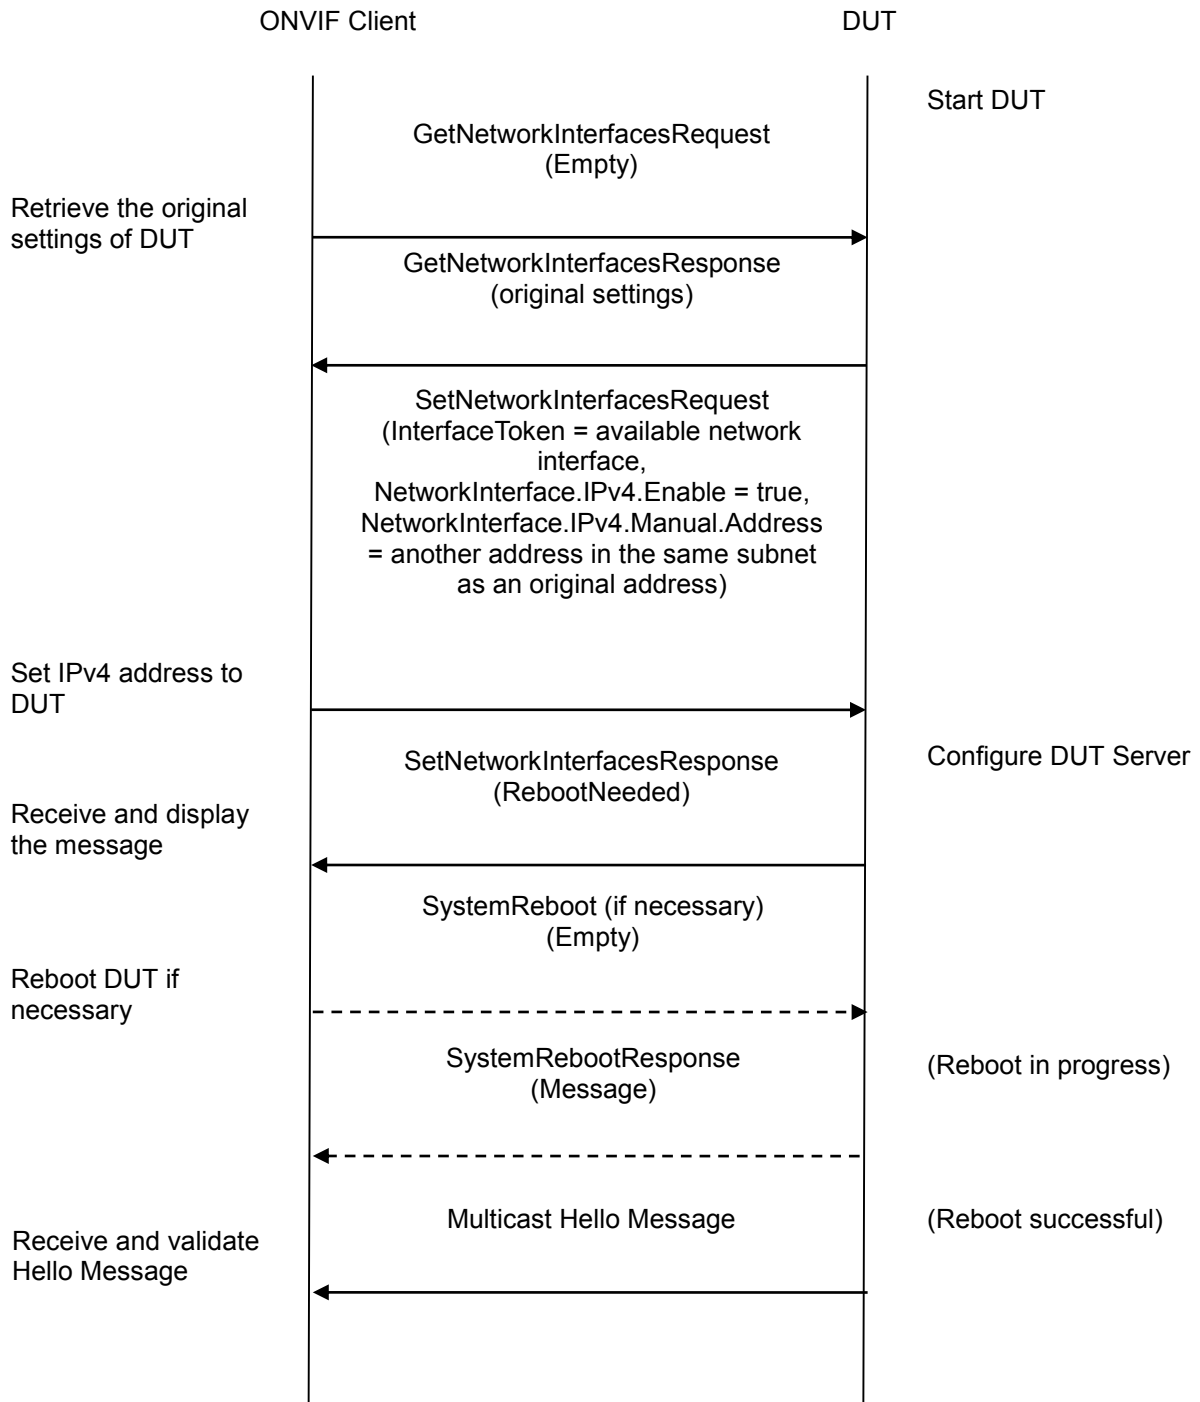 ONVIF Client
DUT
Start DUT
GetNetworkInterfacesRequest
(Empty)
Retrieve the original
settings of DUT
GetNetworkInterfacesResponse
(original settings)
SetNetworkInterfacesRequest
(InterfaceToken = available network
interface,
NetworkInterface.IPv4.Enable = true,
NetworkInterface.IPv4.Manual.Address
= another address in the same subnet
as an original address)
Set IPv4 address to
DUT
SetNetworkInterfacesResponse
(RebootNeeded)
Configure DUT Server
Receive and display
the message
SystemReboot (if necessary)
(Empty)
Reboot DUT if
necessary
SystemRebootResponse
(Message)
(Reboot in progress)
Multicast Hello Message
(Reboot successful)
Receive and validate
Hello Message